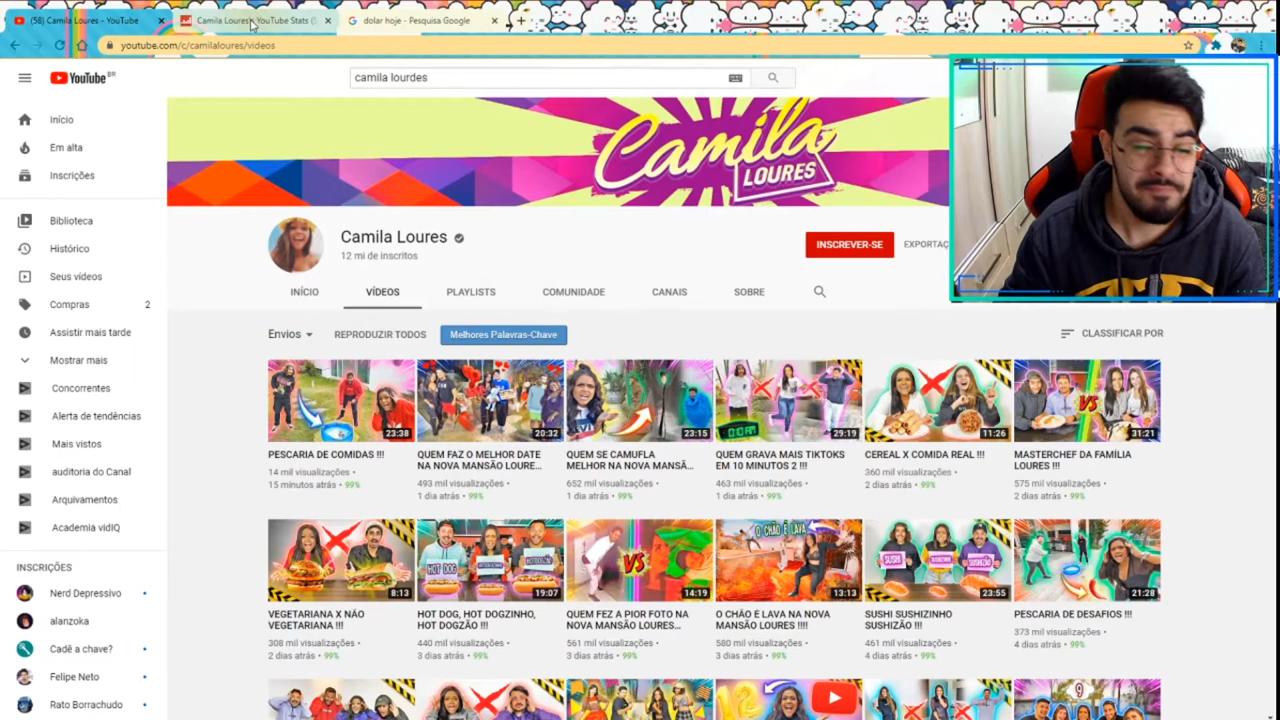 (58) Camila Loures - YouTube
Camila Loures YouTube Stats (S
dolar hoje - Pesquisa Google
youtube.com/c/camilaloures/videos
YouTube BR
camila lourdes
Camila
LOURES
Início
Em alta
Inscrições
Biblioteca
Histórico
Seus vídeos
Compras 2
Assistir mais tarde
Mostrar mais
Concorrentes
Alerta de tendências
Mais vistos
auditoria do Canal
Arquivamentos
Academia vidIQ
INSCRIÇÕES
Nerd Depressivo
alanzoka
Cadê a chave?
Felipe Neto
Rato Borrachudo
Camila Loures
12 mi de inscritos
INSCREVER-SE
EXPORTAÇ
INÍCIO
VÍDEOS
PLAYLISTS
COMUNIDADE
CANAIS
SOBRE
Envios
REPRODUZIR TODOS
Melhores Palavras-Chave
CLASSIFICAR POR
23:38
PESCARIA DE COMIDAS !!!
14 mil visualizações •
15 minutos atrás • 99%
20:32
QUEM FAZ O MELHOR DATE
NA NOVA MANSÃO LOURE...
493 mil visualizações •
1 dia atrás • 99%
23:15
QUEM SE CAMUFLA
MELHOR NA NOVA MANSÃ...
652 mil visualizações •
1 dia atrás • 99%
29:19
QUEM GRAVA MAIS TIKTOKS
EM 10 MINUTOS 2 !!!
463 mil visualizações •
1 dia atrás • 99%
11:26
CEREAL X COMIDA REAL !!!
360 mil visualizações •
2 dias atrás • 99%
VS
31:21
MASTERCHEF DA FAMÍLIA
LOURES !!!
575 mil visualizações •
2 dias atrás • 99%
8:13
VEGETARIANA X NÃO
VEGETARIANA !!!
308 mil visualizações •
2 dias atrás • 99%
HOT DOG
19:07
HOT DOG, HOT DOGZINHO,
HOT DOGZÃO !!!
440 mil visualizações •
3 dias atrás • 99%
VS
14:19
QUEM FEZ A PIOR FOTO NA
NOVA MANSÃO LOURES...
561 mil visualizações •
3 dias atrás • 99%
O CHÃO É LAVA
13:13
O CHÃO É LAVA NA NOVA
MANSÃO LOURES !!!!
580 mil visualizações •
3 dias atrás • 99%
SUSHI
23:55
SUSHI SUSHIZINHO
SUSHIZÃO !!!
461 mil visualizações •
4 dias atrás • 99%
21:28
PESCARIA DE DESAFIOS !!!
373 mil visualizações •
4 dias atrás • 99%
12
9